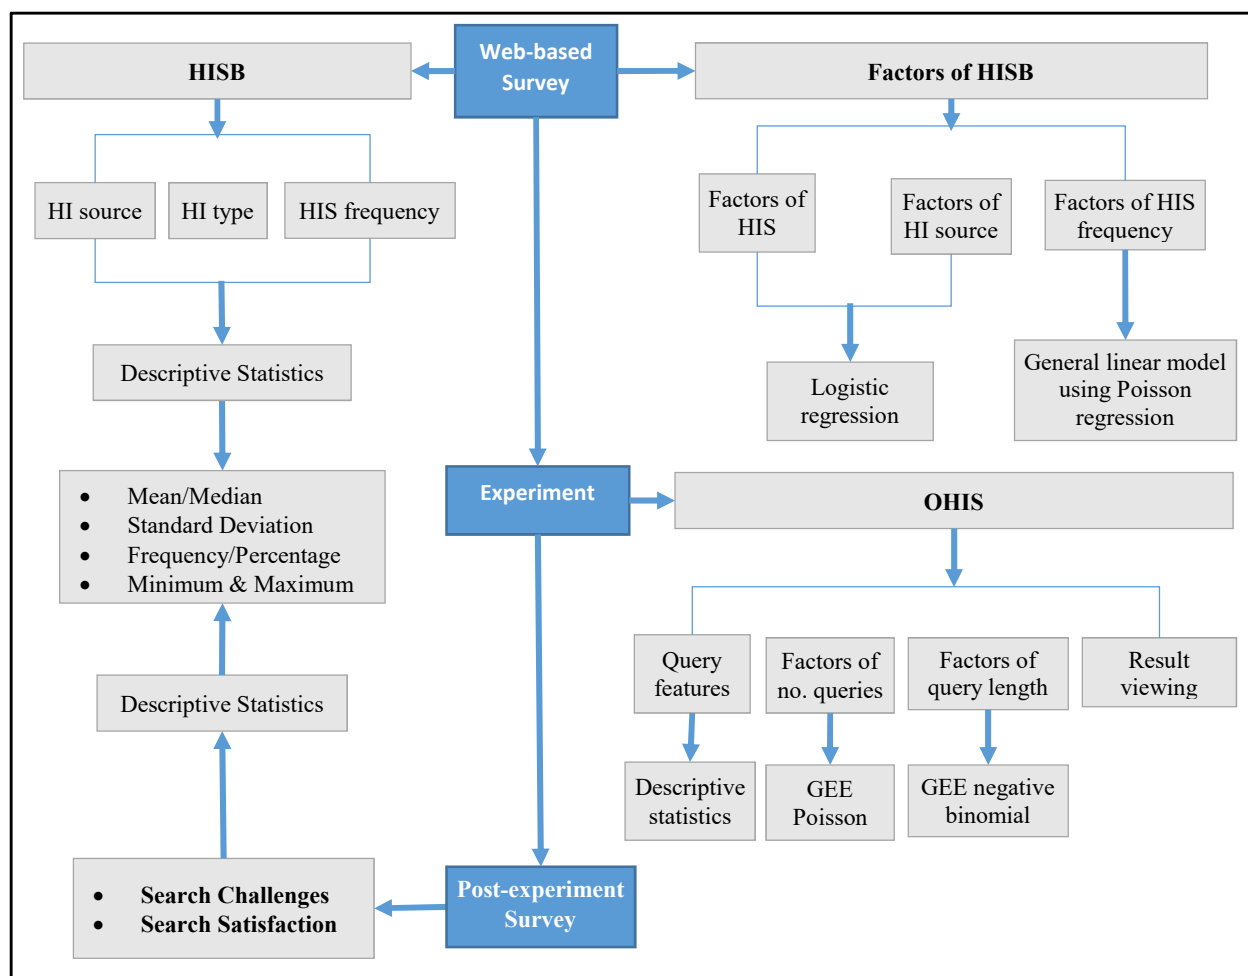 Web-based
Survey
HISB
Factors of HISB
HI source
HI type
HIS frequency
Factors of
HIS
Factors of
HI source
Factors of HIS
frequency
Descriptive Statistics
Logistic
regression
General linear model
using Poisson
regression
• Mean/Median
• Standard Deviation
• Frequency/Percentage
• Minimum & Maximum
Experiment
OHIS
Query
features
Factors of
no. queries
Factors of
query length
Result
viewing
Descriptive Statistics
Descriptive
statistics
GEE
Poisson
GEE negative
binomial
• Search Challenges
• Search Satisfaction
Post-experiment
Survey